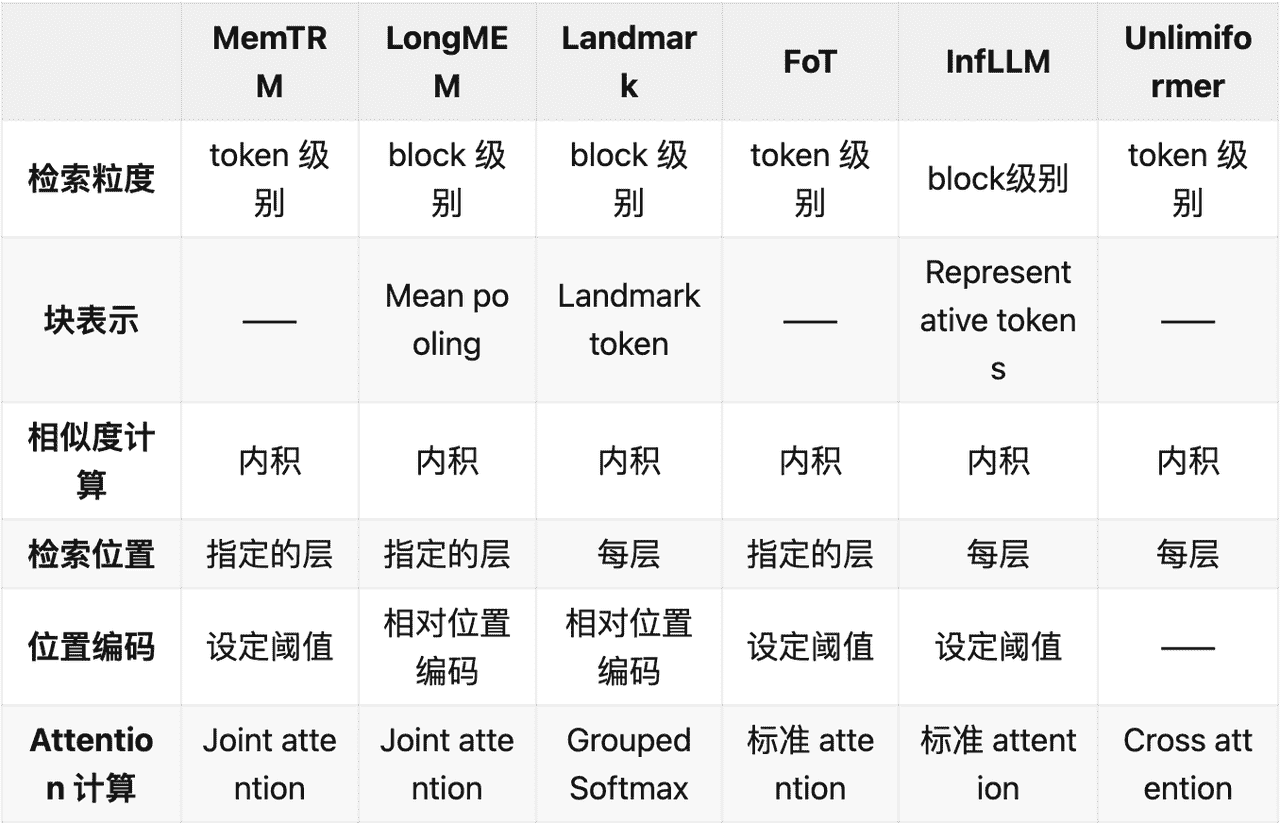 MemTR
M
LongME
M
Landmar
k
FoT
InfLLM
Unlimifo
rmer
检索粒度
token 级
别
block 级
别
block 级
别
token 级
别
block级别
token 级
别
块表示
——
Mean po
oling
Landmark
token
——
Represent
ative token
s
——
相似度计
算
内积
内积
内积
内积
内积
内积
检索位置
指定的层
指定的层
每层
指定的层
每层
每层
位置编码
设定阈值
相对位置
编码
相对位置
编码
设定阈值
设定阈值
——
Attentio
n 计算
Joint atte
ntion
Joint atte
ntion
Grouped
Softmax
标准 atte
ntion
标准 attent
ion
Cross att
ention